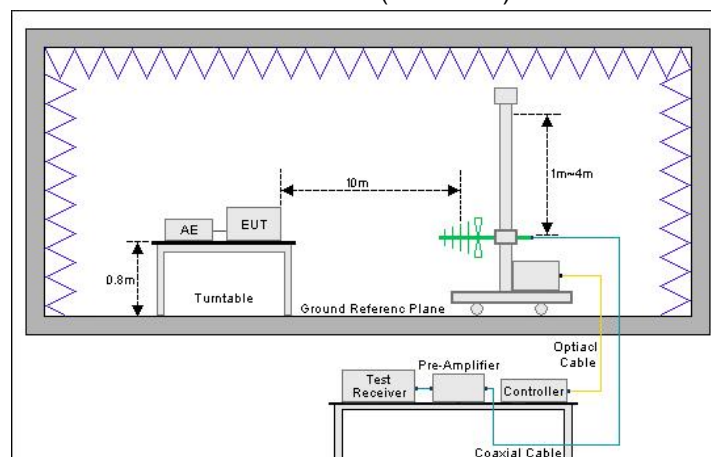 10m
1m~4m
AE
EUT
0.8m
Turntable
Ground Referenc Plane
Optiacl
Cable
Pre-Amplifier
Test
Receiver
Controller
Coaxial Cable